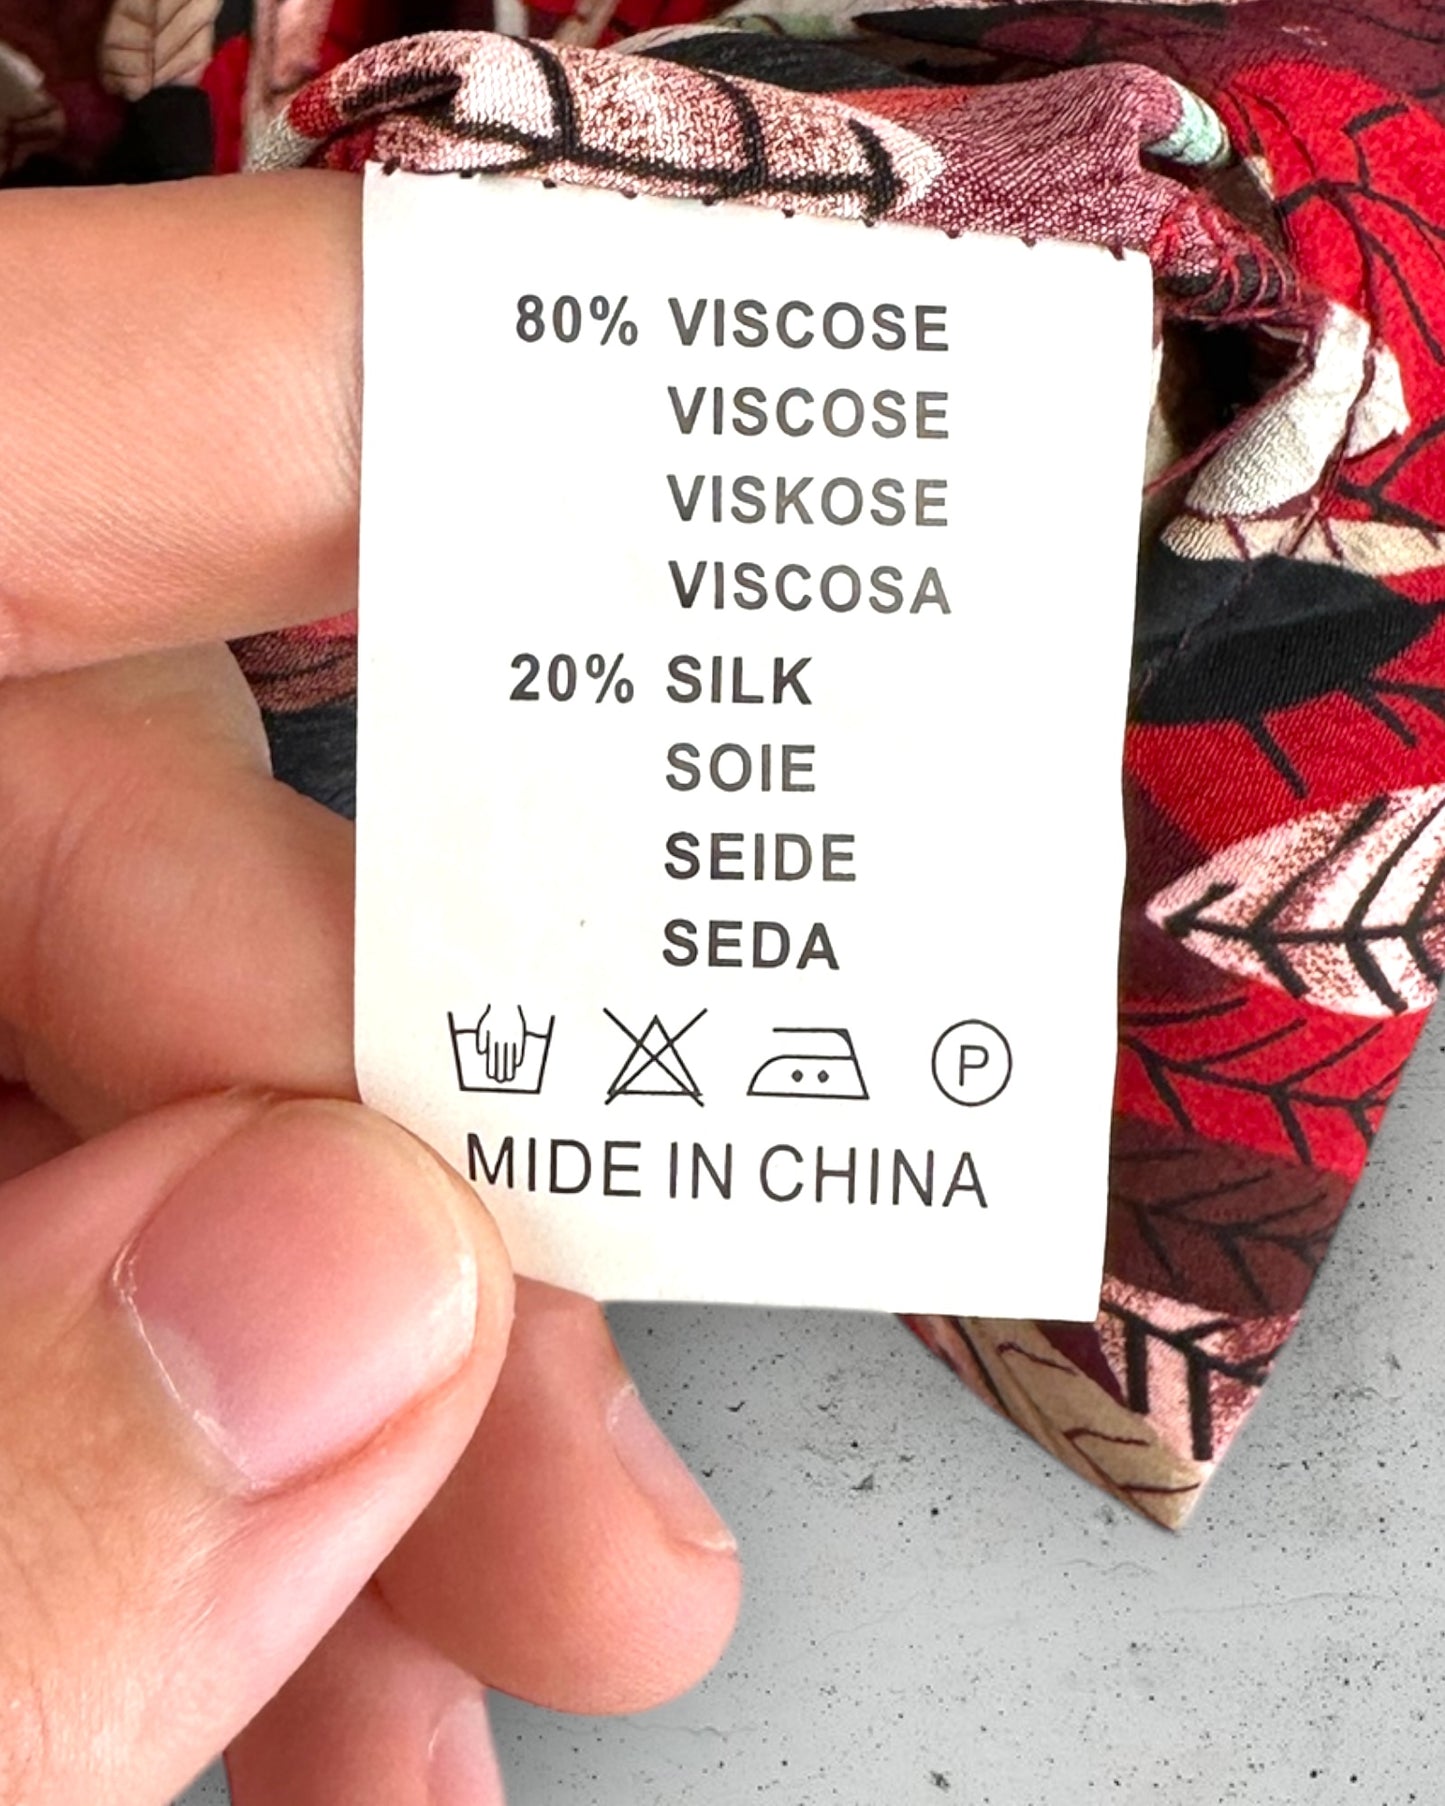 80% VISCOSE
VISCOSE
VISKOSE
VISCOSA
20% SILK
SOIE
SEIDE
SEDA
P
MIDE IN CHINA